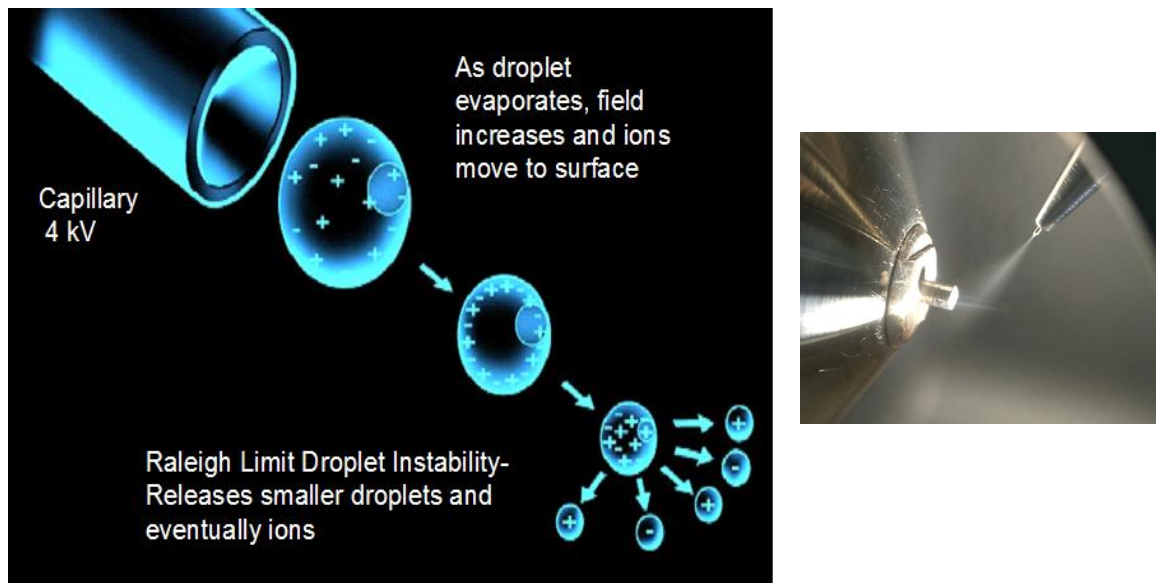 As droplet
evaporates, field
increases and ions
move to surface
Capillary
4 kV
Raleigh Limit Droplet Instability-
Releases smaller droplets and
eventually ions